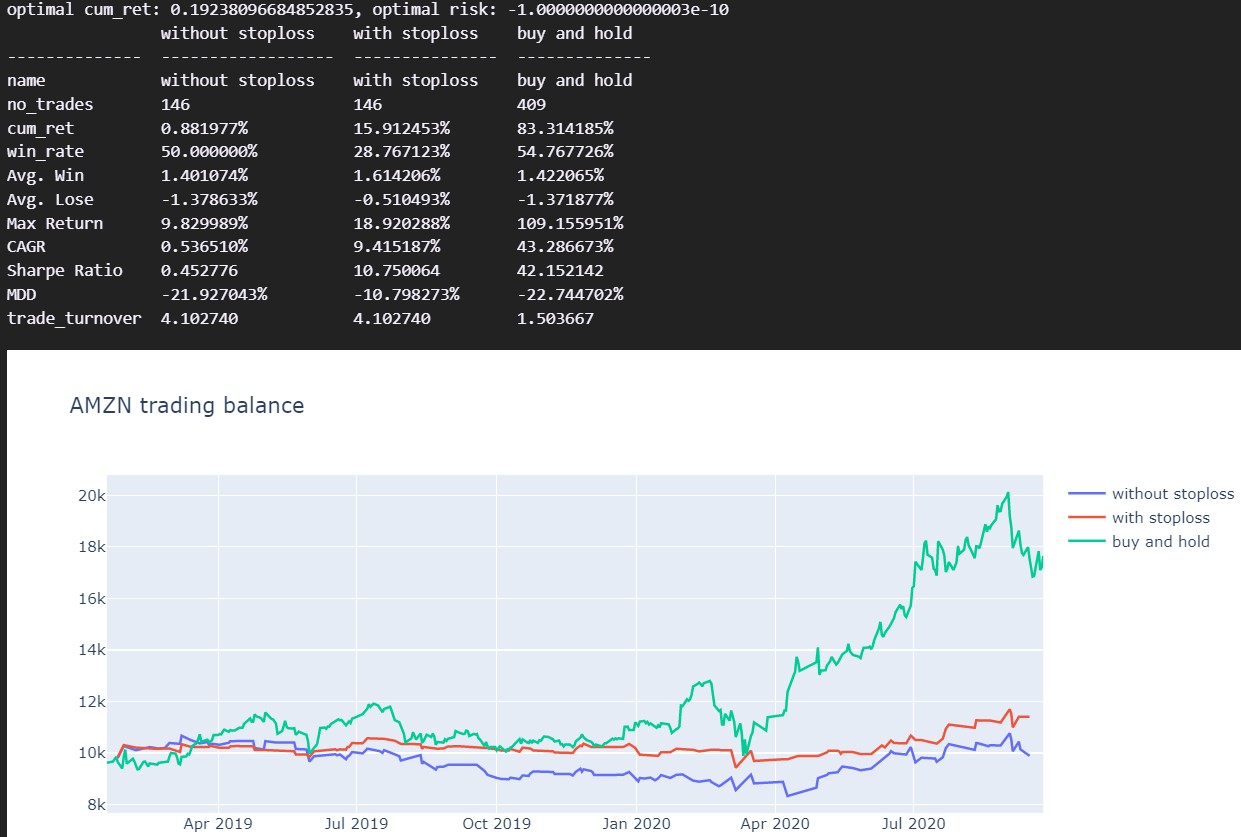 optimal cum_ret: 0.19238096684852835, optimal risk: -1.0000000000000003e-10
without stoploss with stoploss buy and hold
-------------- ------------------ --------------- --------------
name without stoploss with stoploss buy and hold
no_trades 146 146 409
cum_ret 0.881977% 15.912453% 83.314185%
win_rate 50.000000% 28.767123% 54.767726%
Avg. Win 1.401074% 1.614206% 1.422065%
Avg. Lose -1.378633% -0.510493% -1.371877%
Max Return 9.829989% 18.920288% 109.155951%
CAGR 0.536510% 9.415187% 43.286673%
Sharpe Ratio 0.452776 10.750064 42.152142
MDD -21.927043% -10.798273% -22.744702%
trade_turnover 4.102740 4.102740 1.503667
AMZN trading balance
20k
18k
16k
14k
12k
10k
8k
Apr 2019 Jul 2019 Oct 2019 Jan 2020 Apr 2020 Jul 2020
without stoploss
with stoploss
buy and hold